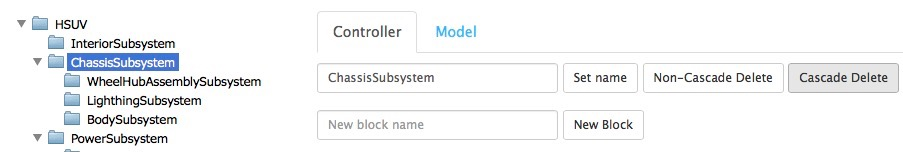 HSUV
InteriorSubsystem
ChassisSubsystem
WheelHubAssemblySubsystem
LighthingSubsystem
BodySubsystem
PowerSubsystem
Controller Model
ChassisSubsystem Set name Non-Cascade Delete Cascade Delete
New block name New Block